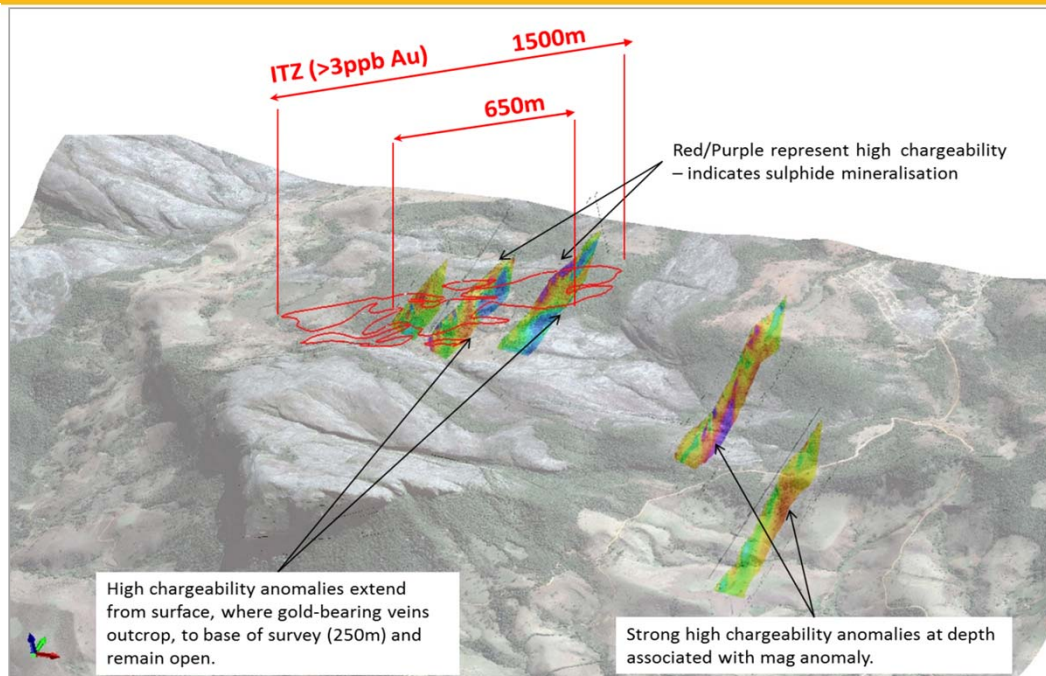 1500m
ITZ (>3ppb Au)
650m
Red/Purple represent high chargeability
– indicates sulphide mineralisation
High chargeability anomalies extend
from surface, where gold-bearing veins
outcrop, to base of survey (250m) and
remain open.
Strong high chargeability anomalies at depth
associated with mag anomaly.